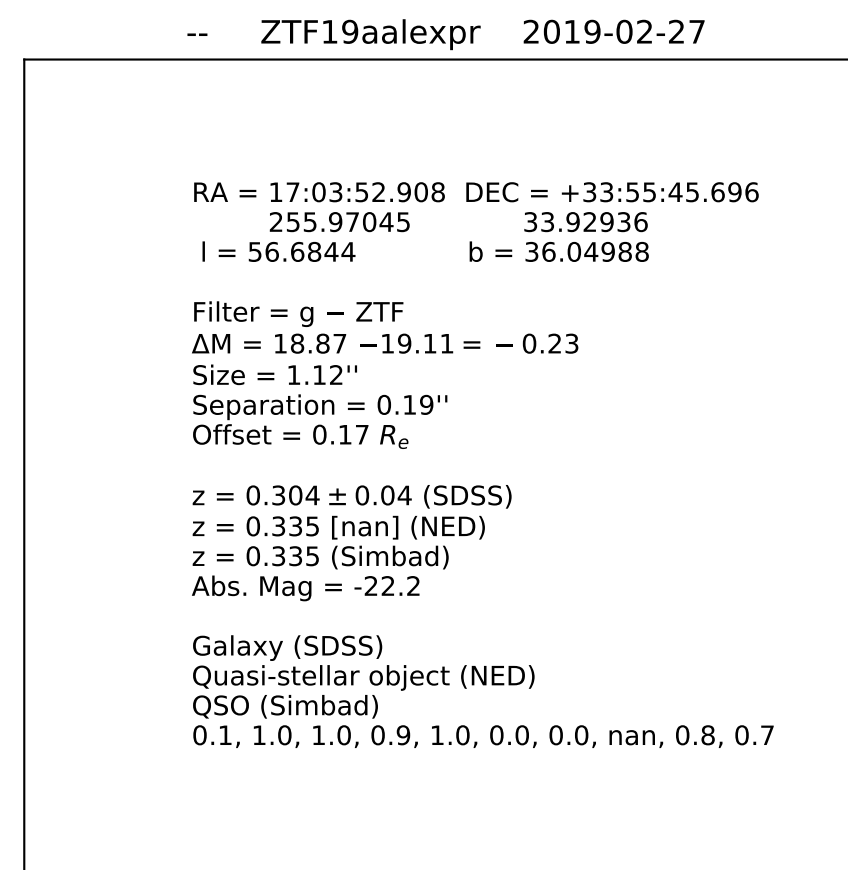 -- ZTF19aalexpr 2019-02-27
RA = 17:03:52.908 DEC = +33:55:45.696
255.97045 33.92936
l = 56.6844 b = 36.04988
Filter = g − ZTF
ΔM = 18.87 −19.11 = − 0.23
Size = 1.12''
Separation = 0.19''
Offset = 0.17 Rₑ
z = 0.304 ± 0.04 (SDSS)
z = 0.335 [nan] (NED)
z = 0.335 (Simbad)
Abs. Mag = -22.2
Galaxy (SDSS)
Quasi-stellar object (NED)
QSO (Simbad)
0.1, 1.0, 1.0, 0.9, 1.0, 0.0, 0.0, nan, 0.8, 0.7